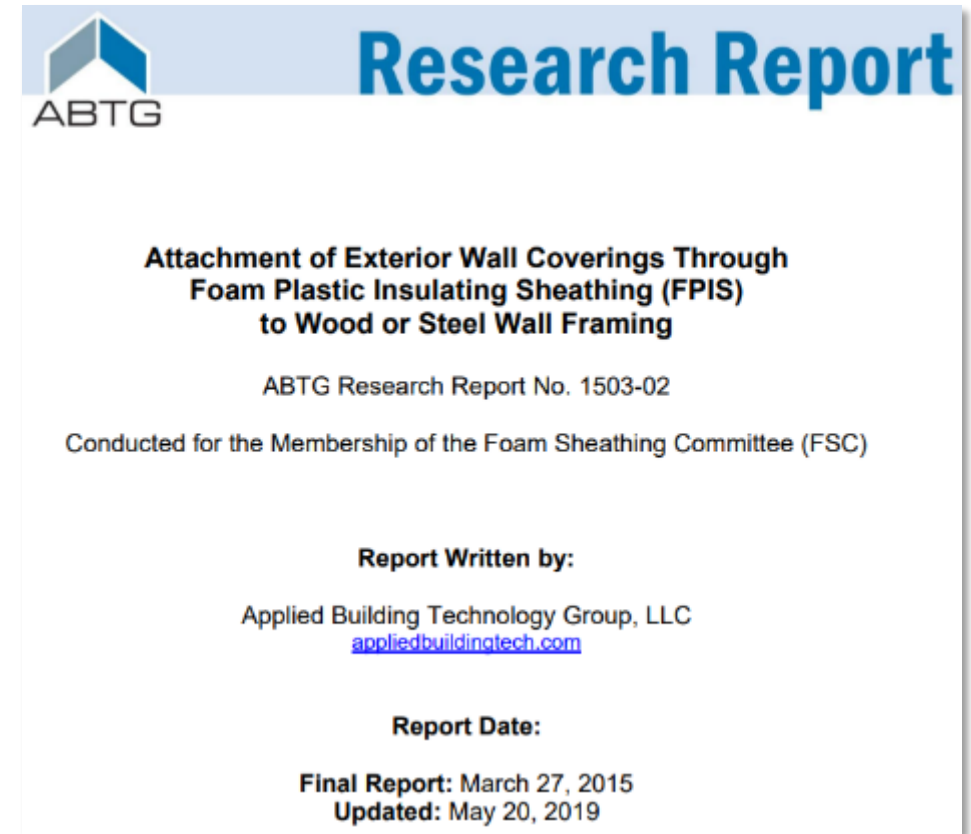 ABTG
Research Report
Attachment of Exterior Wall Coverings Through
Foam Plastic Insulating Sheathing (FPIS)
to Wood or Steel Wall Framing
ABTG Research Report No. 1503-02
Conducted for the Membership of the Foam Sheathing Committee (FSC)
Report Written by:
Applied Building Technology Group, LLC
appliedbuildingtech.com
Report Date:
Final Report: March 27, 2015
Updated: May 20, 2019